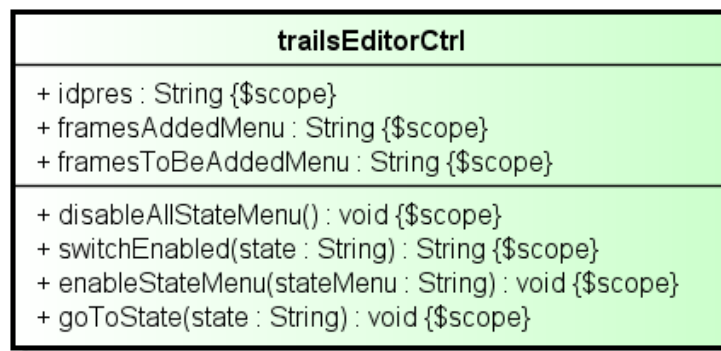 trailsEditorCtrl
+ idpres : String {$scope}
+ framesAddedMenu : String {$scope}
+ framesToBeAddedMenu : String {$scope}
+ disableAllStateMenu() : void {$scope}
+ switchEnabled(state : String) : String {$scope}
+ enableStateMenu(stateMenu : String) : void {$scope}
+ goToState(state : String) : void {$scope}